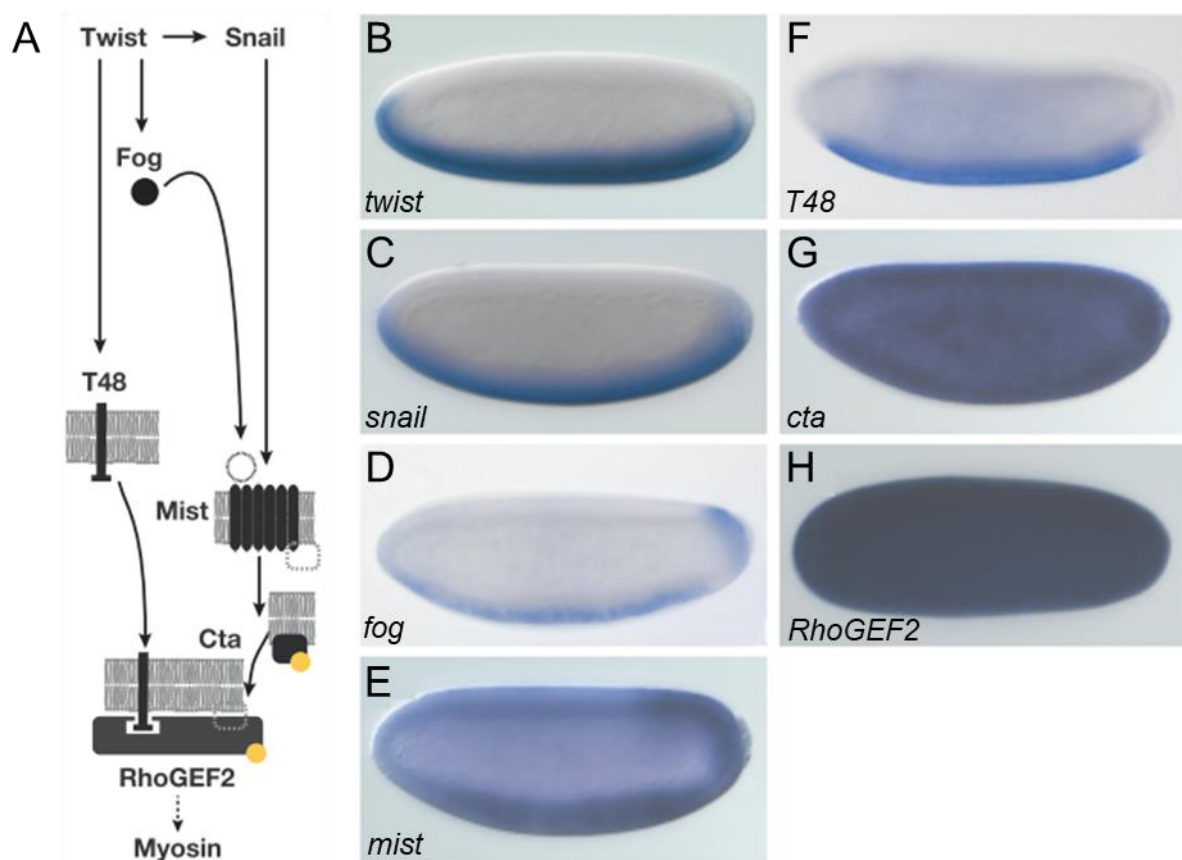 A
Twist
Snail
Fog
T48
Mist
Cta
RhoGEF2
Myosin
B
twist
C
snail
D
fog
E
mist
F
T48
G
cta
H
RhoGEF2